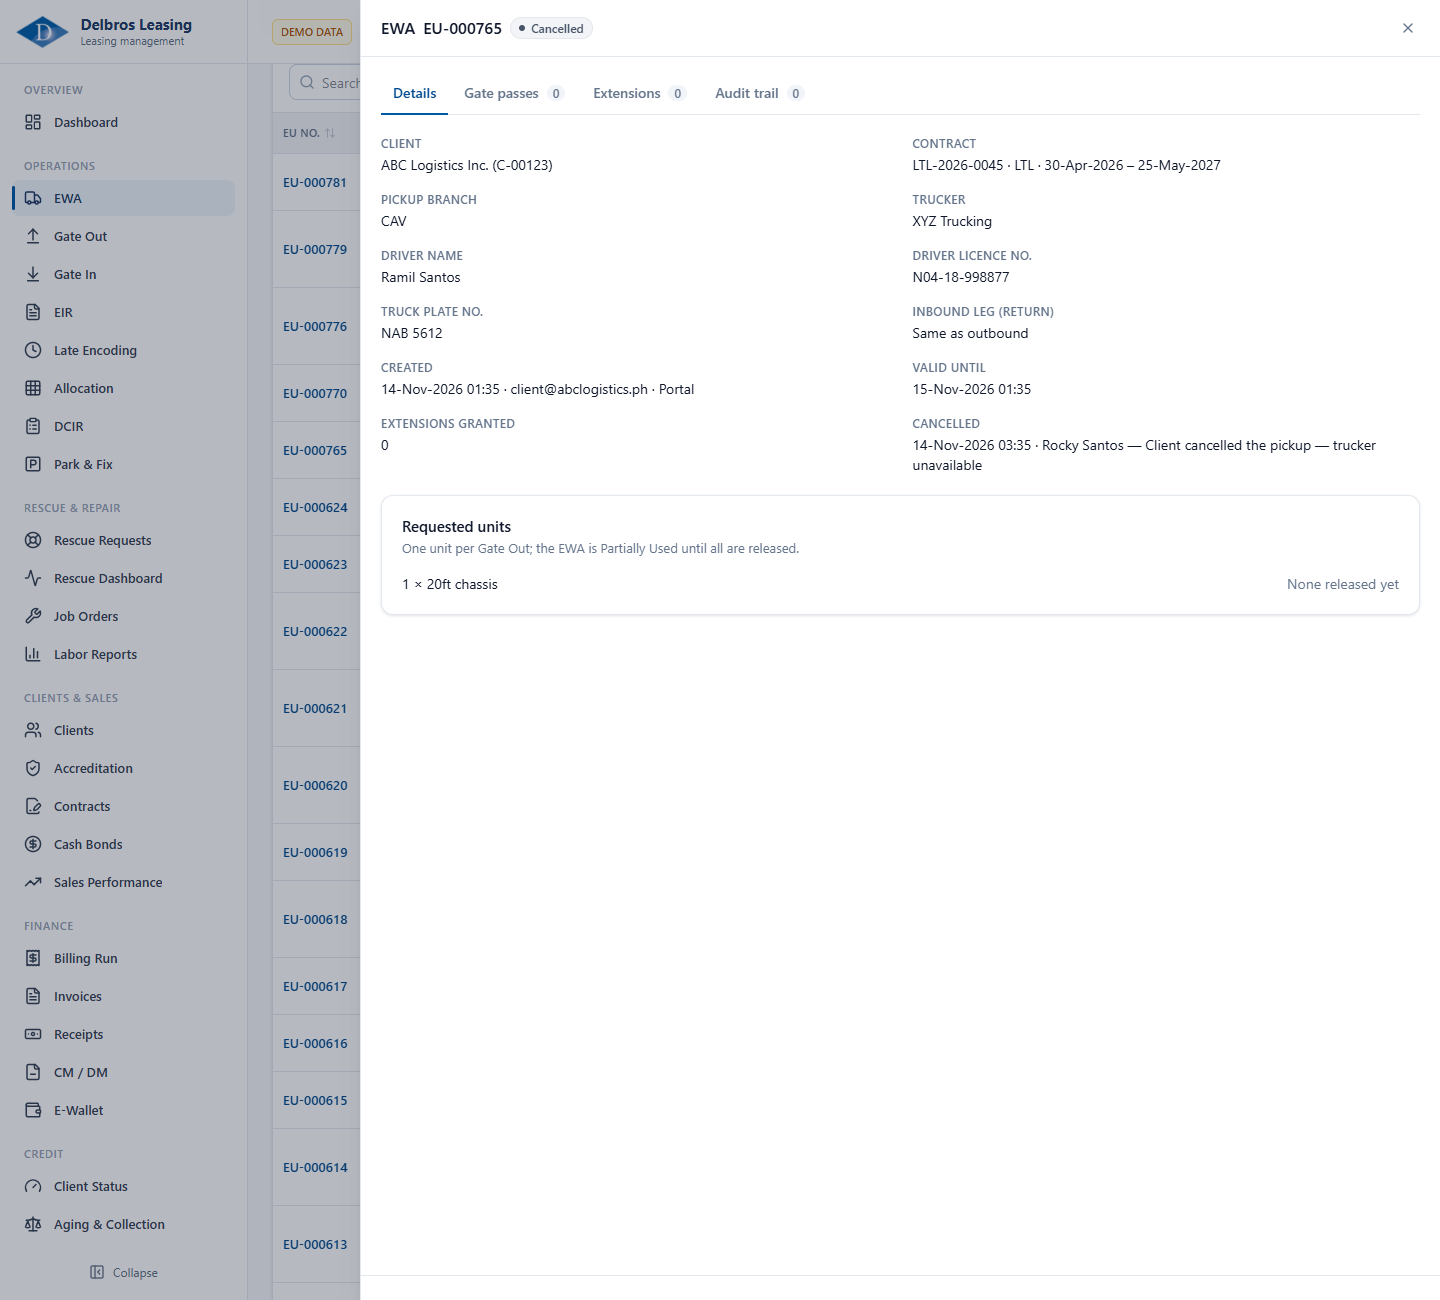 Delbros Leasing
Leasing management
OVERVIEW
Dashboard
OPERATIONS
EWA
Gate Out
Gate In
EIR
Late Encoding
Allocation
DCIR
Park & Fix
RESCUE & REPAIR
Rescue Requests
Rescue Dashboard
Job Orders
Labor Reports
CLIENTS & SALES
Clients
Accreditation
Contracts
Cash Bonds
Sales Performance
FINANCE
Billing Run
Invoices
Receipts
CM / DM
E-Wallet
CREDIT
Client Status
Aging & Collection
Collapse
DEMO DATA
Search
EU NO.
EU-000781
EU-000779
EU-000776
EU-000770
EU-000765
EU-000624
EU-000623
EU-000622
EU-000621
EU-000620
EU-000619
EU-000618
EU-000617
EU-000616
EU-000615
EU-000614
EU-000613
EWA EU-000765 Cancelled
Details Gate passes 0 Extensions 0 Audit trail 0
CLIENT
ABC Logistics Inc. (C-00123)
CONTRACT
LTL-2026-0045 · LTL · 30-Apr-2026 – 25-May-2027
PICKUP BRANCH
CAV
TRUCKER
XYZ Trucking
DRIVER NAME
Ramil Santos
DRIVER LICENCE NO.
N04-18-998877
TRUCK PLATE NO.
NAB 5612
INBOUND LEG (RETURN)
Same as outbound
CREATED
14-Nov-2026 01:35 · client@abclogistics.ph · Portal
VALID UNTIL
15-Nov-2026 01:35
EXTENSIONS GRANTED
0
CANCELLED
14-Nov-2026 03:35 · Rocky Santos — Client cancelled the pickup — trucker
unavailable
Requested units
One unit per Gate Out; the EWA is Partially Used until all are released.
1 × 20ft chassis
None released yet